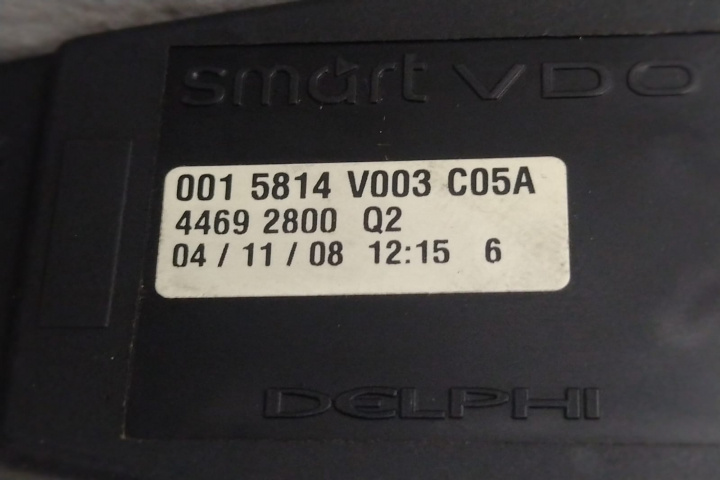 smart VDO
001 5814 V003 C05A
4469 2800 Q2
04 / 11 / 08 12:15 6
DELPHI